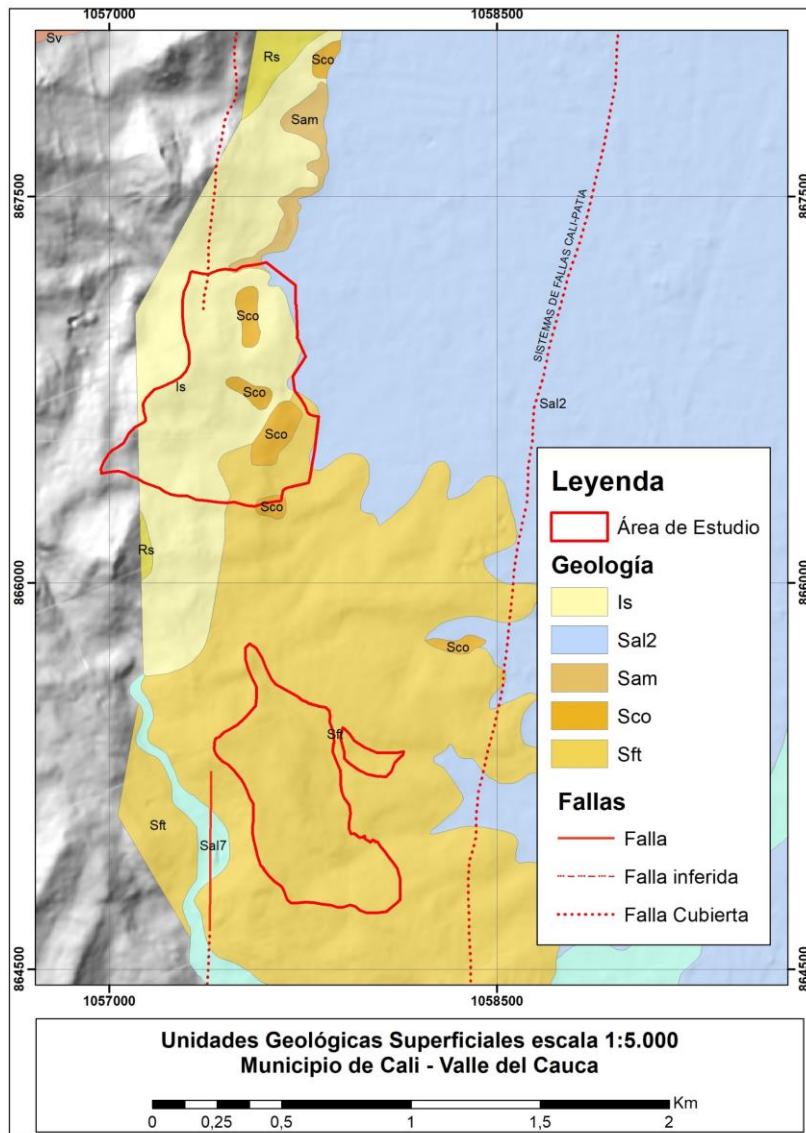 1057000
1058500
Sv
Rs
Sco
Sam
867500
867500
SISTEMAS DE FALLAS CALI-PATIA
Sco
Is
Sco
Sal2
Sco
Sco
Rs
866000
866000
Sco
Sft
Sft
Sal7
864500
864500
1057000
1058500
Leyenda
Área de Estudio
Geología
Is
Sal2
Sam
Sco
Sft
Fallas
Falla
Falla inferida
Falla Cubierta
Unidades Geológicas Superficiales escala 1:5.000
Municipio de Cali - Valle del Cauca
Km
0 0,25 0,5 1 1,5 2